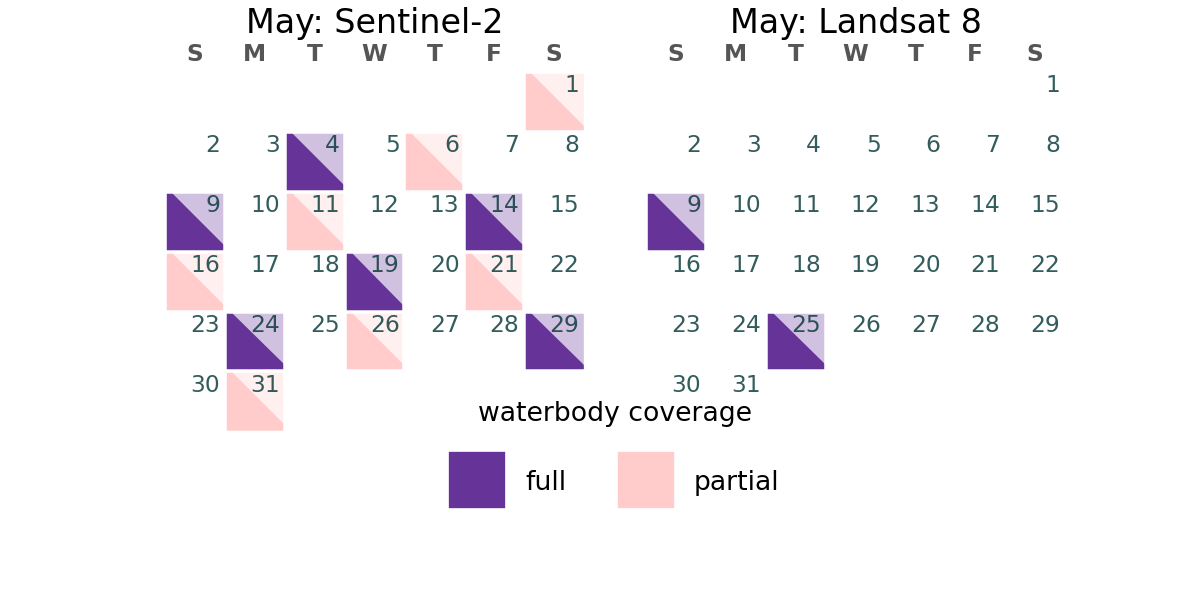 May: Sentinel-2
S M T W T F S
1
2 3 4 5 6 7 8
9 10 11 12 13 14 15
16 17 18 19 20 21 22
23 24 25 26 27 28 29
30 31
May: Landsat 8
S M T W T F S
1
2 3 4 5 6 7 8
9 10 11 12 13 14 15
16 17 18 19 20 21 22
23 24 25 26 27 28 29
30 31
waterbody coverage
full
partial